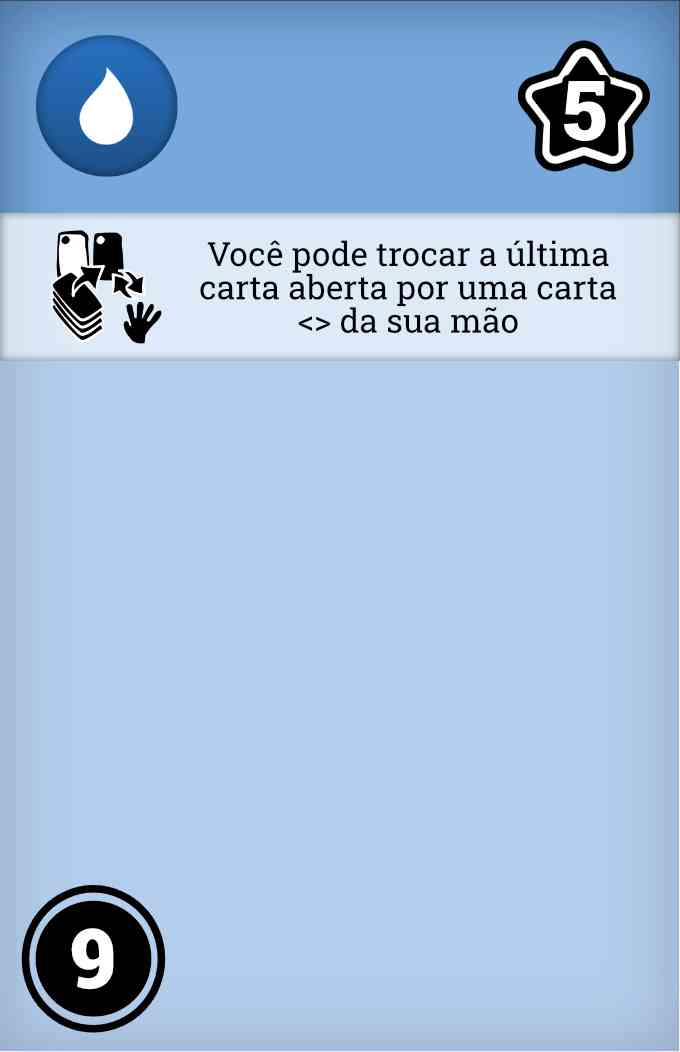 5
Você pode trocar a última
carta aberta por uma carta
<> da sua mão
9